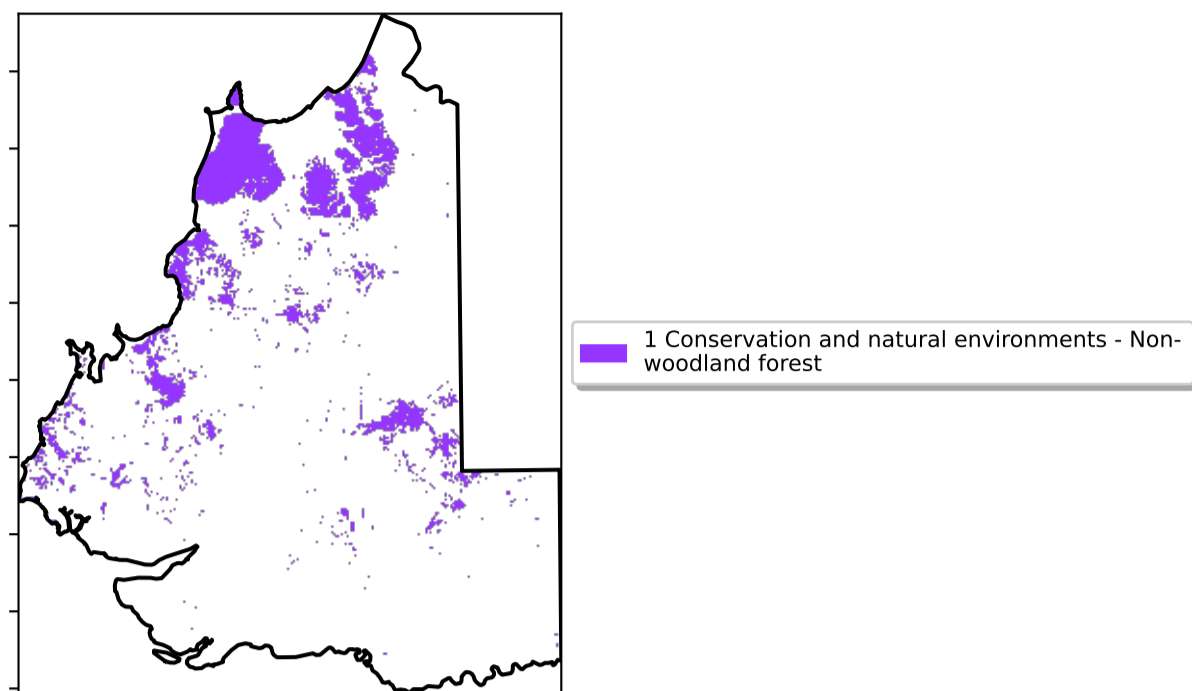 1 Conservation and natural environments - Non-
woodland forest